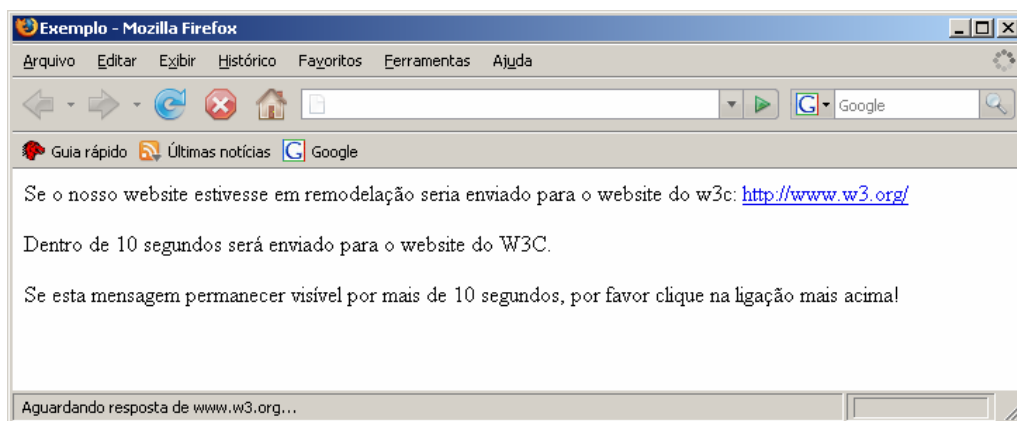 Exemplo - Mozilla Firefox
Arquivo Editar Exibir Histórico Favoritos Ferramentas Ajuda
G Google
Guia rápido Últimas notícias G Google
Se o nosso website estivesse em remodelação seria enviado para o website do w3c: http://www.w3.org/
Dentro de 10 segundos será enviado para o website do W3C.
Se esta mensagem permanecer visível por mais de 10 segundos, por favor clique na ligação mais acima!
Aguardando resposta de www.w3.org...